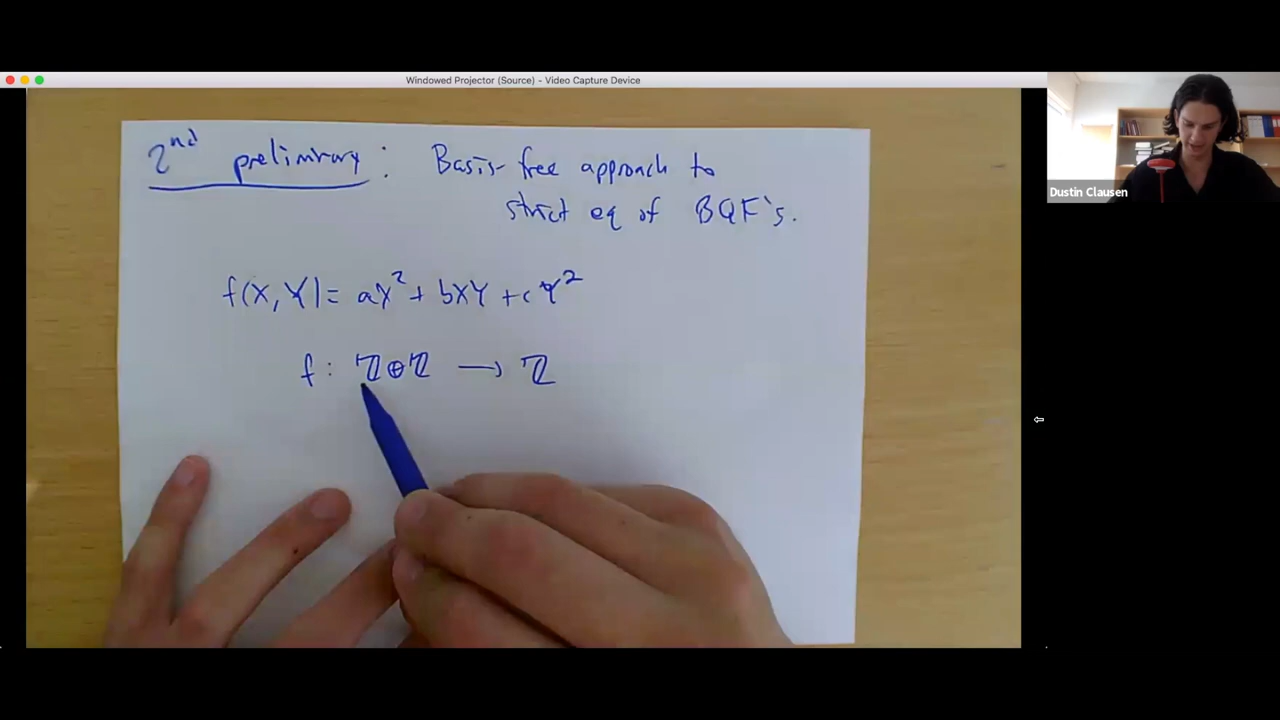 Windowed Projector (Source) - Video Capture Device
2nd preliminary: Basis-free approach to
strict eq of BQF's.
f(X,Y) = aX² + bXY + cY²
f: ℤ⊕ℤ → ℤ
Dustin Clausen